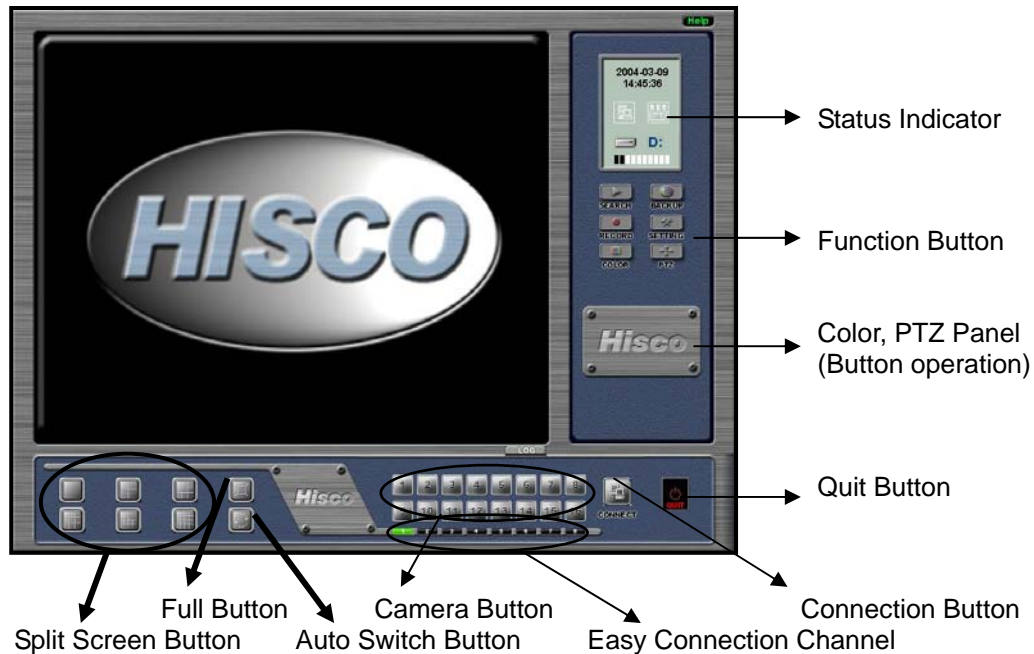 Help
2004-03-09
14:45:36
Status Indicator
D:
SEARCH BACKUP
RECORD SETTING
COLOR PTZ
Function Button
HISCO
Hisco
Color, PTZ Panel
(Button operation)
LOG
Hisco
1 2 3 4 5 6 7 8
10 11 12 13 14 15
CONNECT
QUIT
Quit Button
Full Button Camera Button Connection Button
Split Screen Button Auto Switch Button Easy Connection Channel